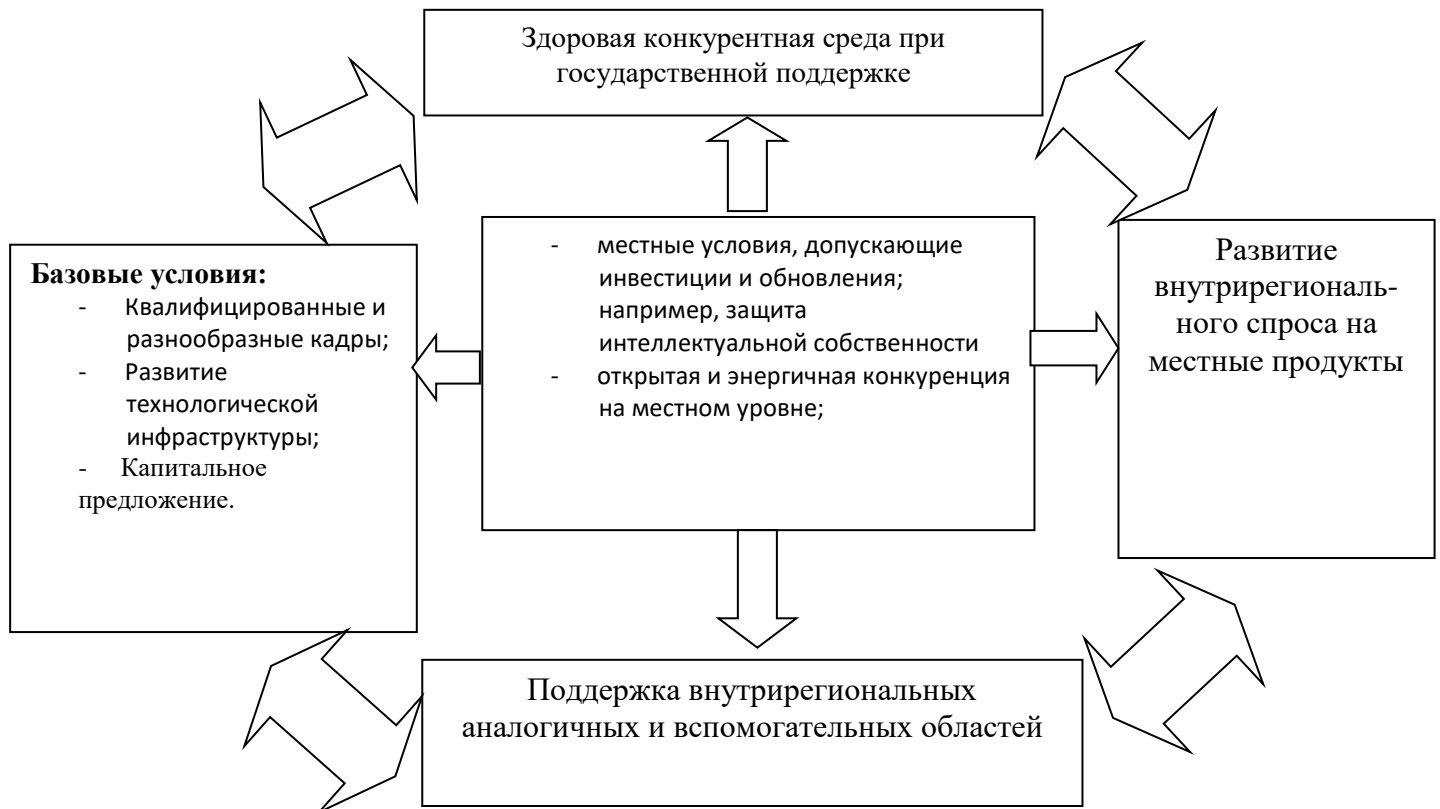 Здоровая конкурентная среда при
государственной поддержке
Базовые условия:
- Квалифицированные и
разнообразные кадры;
- Развитие
технологической
инфраструктуры;
- Капитальное
предложение.
- местные условия, допускающие
инвестиции и обновления;
например, защита
интеллектуальной собственности
- открытая и энергичная конкуренция
на местном уровне;
Развитие
внутрирегиональ-
ного спроса на
местные продукты
Поддержка внутрирегиональных
аналогичных и вспомогательных областей